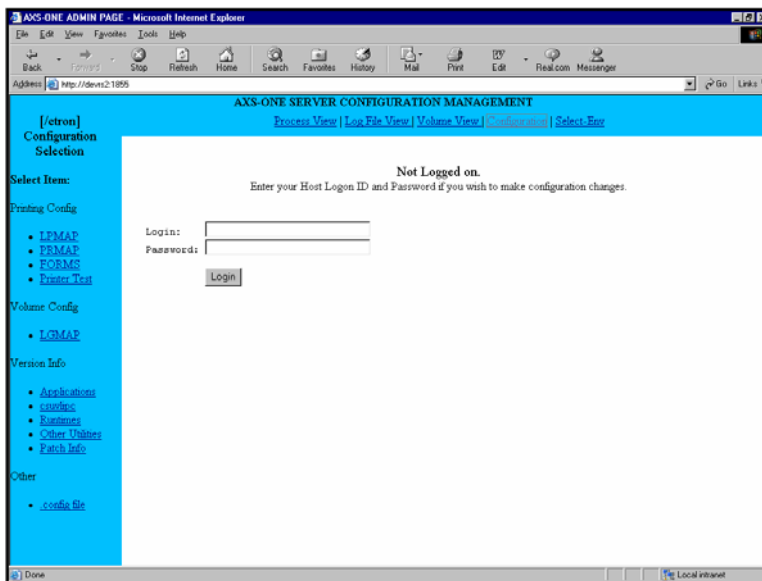 AXS-ONE ADMIN PAGE - Microsoft Internet Explorer
File Edit View Favorites Tools Help
Back Forward Stop Refresh Home Search Favorites History Mail Print Edit Real.com Messenger
Address http://devrs2:1855 Go Links
AXS-ONE SERVER CONFIGURATION MANAGEMENT
Process View | Log File View | Volume View | Configuration | Select-Env
[/etron]
Configuration
Selection
Select Item:
Printing Config
• LPMAP
• PRMAP
• FORMS
• Printer Test
Volume Config
• LGMAP
Version Info
• Applications
• csuvlipc
• Runtimes
• Other Utilities
• Patch Info
Other
• .config file
Not Logged on.
Enter your Host Logon ID and Password if you wish to make configuration changes.
Login:
Password:
Login
Done Local intranet